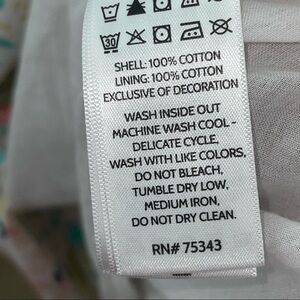 30
SHELL: 100% COTTON
LINING: 100% COTTON
EXCLUSIVE OF DECORATION
WASH INSIDE OUT
MACHINE WASH COOL -
DELICATE CYCLE,
WASH WITH LIKE COLORS,
DO NOT BLEACH,
TUMBLE DRY LOW,
MEDIUM IRON,
DO NOT DRY CLEAN.
RN# 75343